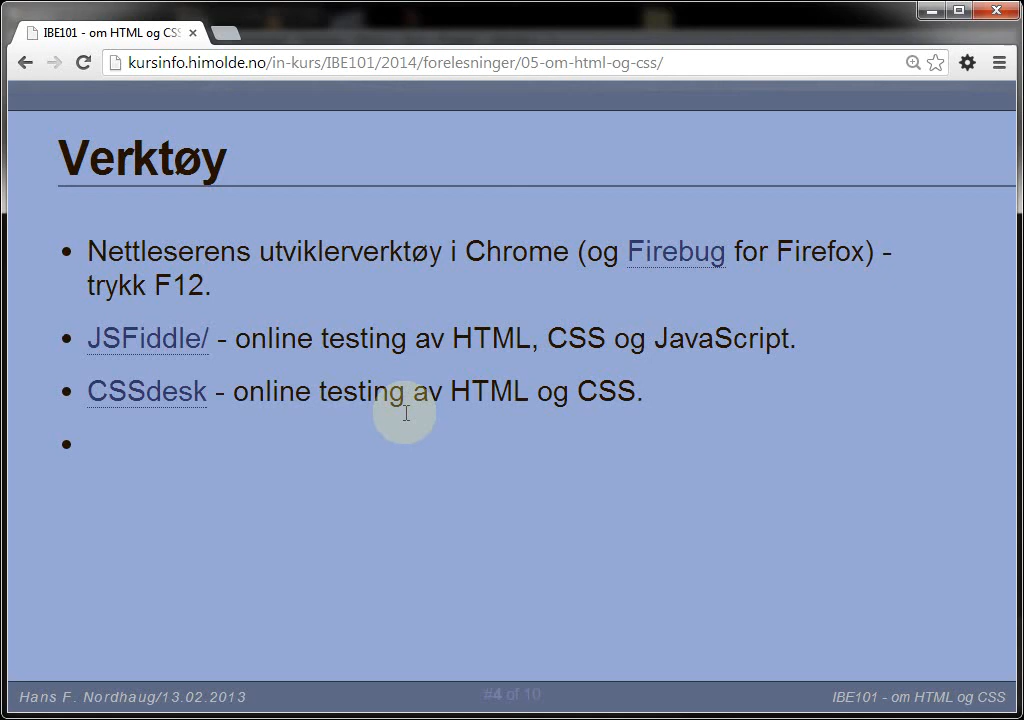 IBE101 - om HTML og CSS
kursinfo.himolde.no/in-kurs/IBE101/2014/forelesninger/05-om-html-og-css/
Verktøy
• Nettleserens utviklerverktøy i Chrome (og Firebug for Firefox) -
trykk F12.
• JSFiddle/ - online testing av HTML, CSS og JavaScript.
• CSSdesk - online testing av HTML og CSS.
•
Hans F. Nordhaug/13.02.2013
#4 of 10
IBE101 - om HTML og CSS